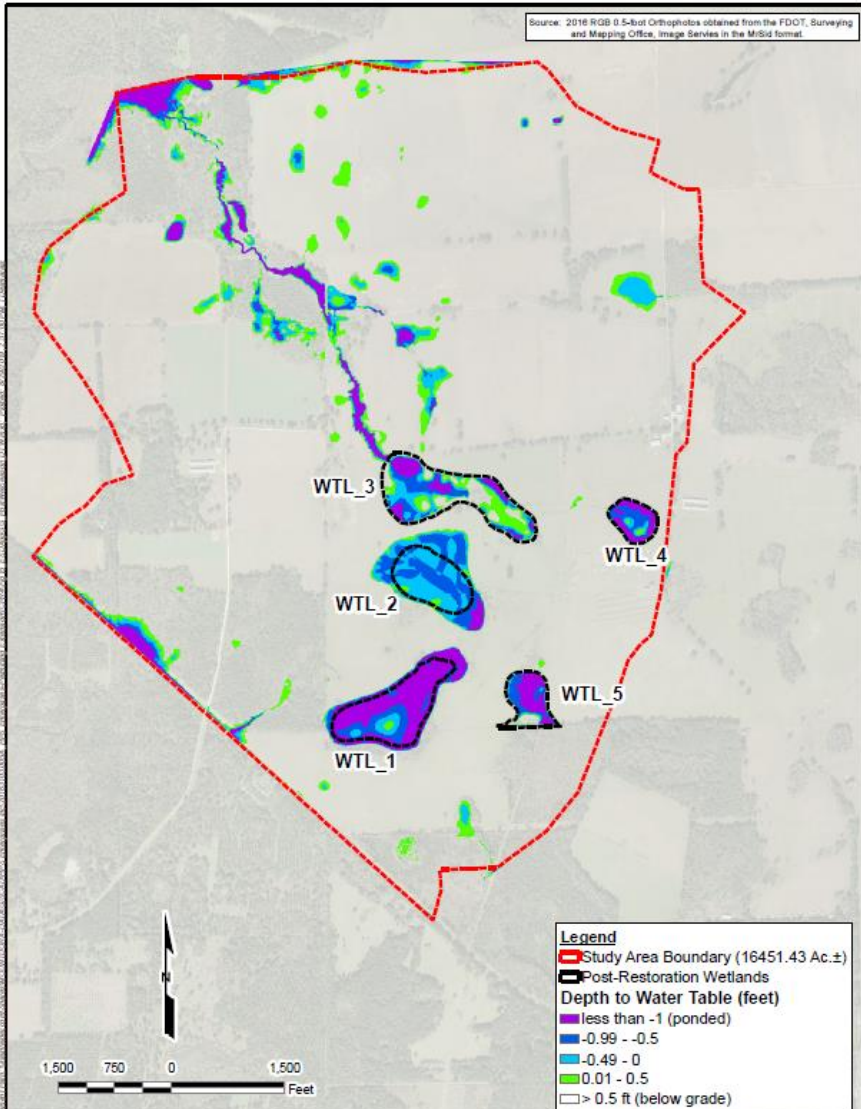 Source: 2016 RGB 0.5-foot Orthophotos obtained from the FDOT, Surveying
and Mapping Office, Image Servies in the MrSid format.
WTL_3
WTL_4
WTL_2
WTL_5
WTL_1
N
Legend
Study Area Boundary (16451.43 Ac.±)
Post-Restoration Wetlands
Depth to Water Table (feet)
less than -1 (ponded)
-0.99 - -0.5
-0.49 - 0
0.01 - 0.5
> 0.5 ft (below grade)
1,500 750 0 1,500
Feet